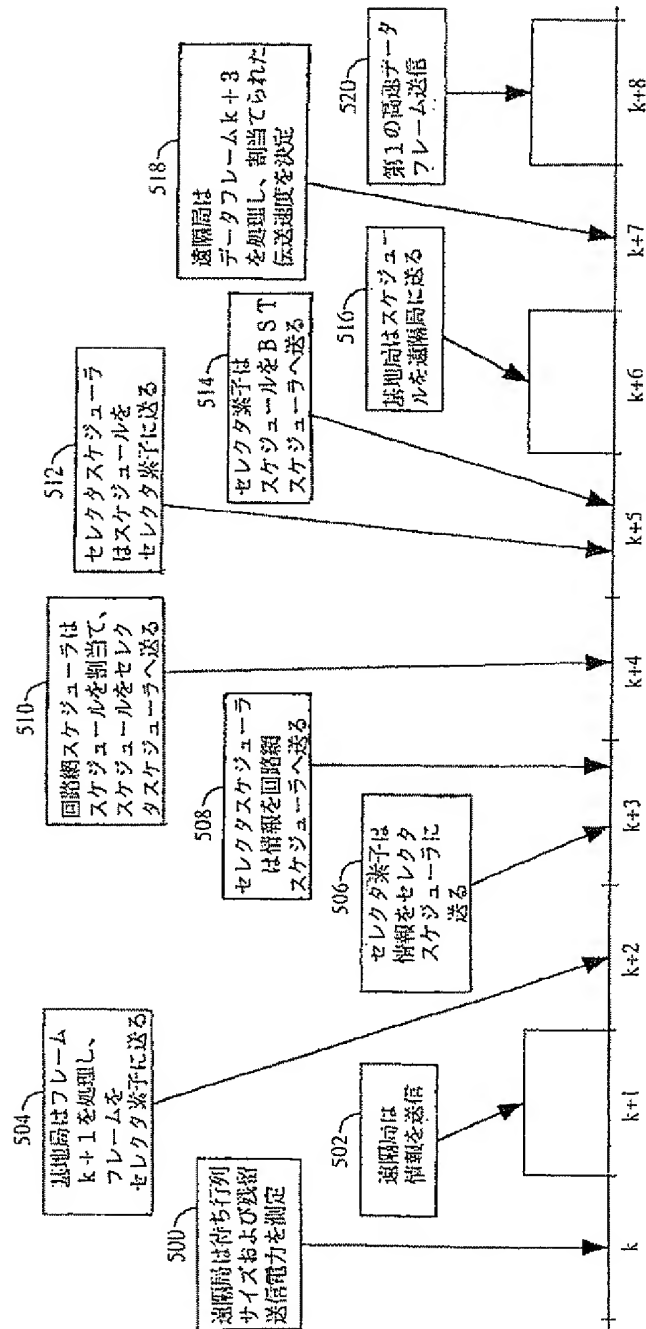 500
遠隔局は待ち行列
サイズおよび残留
送信電力を測定
502
遠隔局は
情報を送信
504
基地局はフレーム
k+1を処理し、
フレームを
セレクタ素子に送る
506
セレクタ素子は
情報をセレクタ
スケジューラに
送る
508
セレクタスケジューラ
は情報を回路網
スケジューラへ送る
510
回路網スケジューラは
スケジュールを割当て、
スケジュールをセレク
タスケジューラへ送る
512
セレクタスケジューラ
はスケジュールを
セレクタ素子に送る
514
セレクタ素子は
スケジュールをBST
スケジューラへ送る
516
基地局はスケジュー
ルを遠隔局に送る
518
遠隔局は
データフレームk+3
を処理し、割当てられた
伝送速度を決定
520
第1の高速データ
フレーム送信
k
k+1
k+2
k+3
k+4
k+5
k+6
k+7
k+8